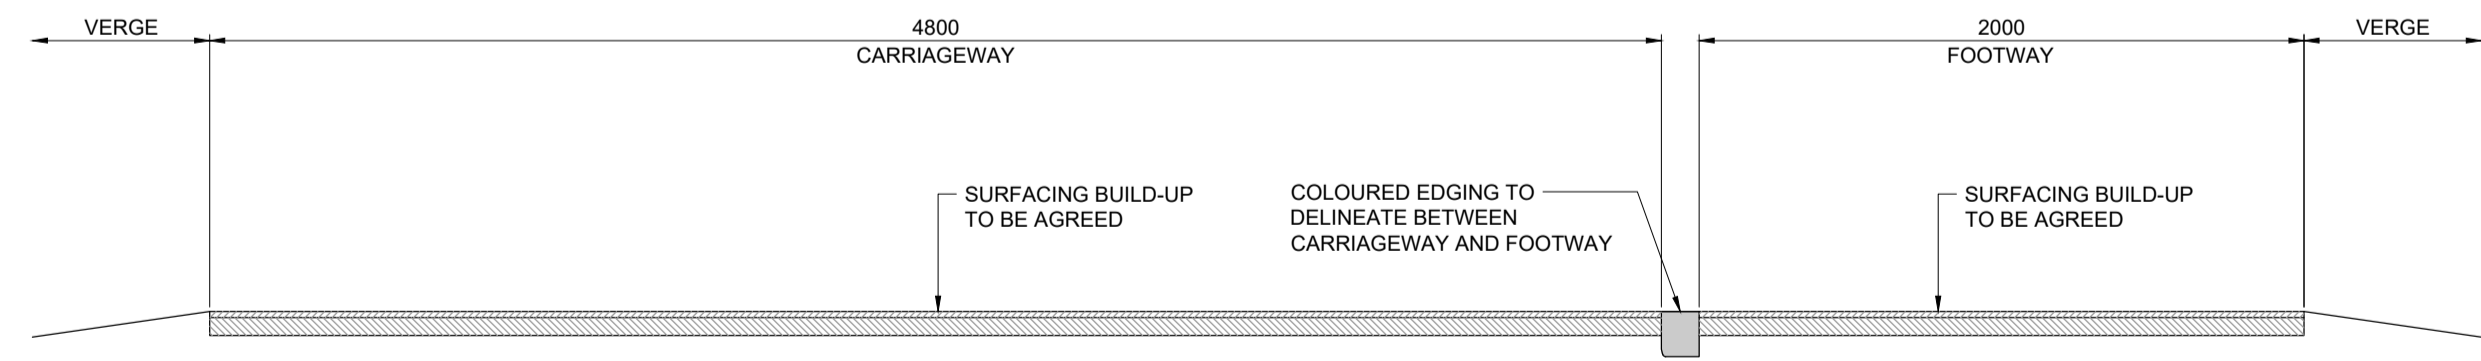 VERGE
4800
2000
VERGE
CARRIAGEWAY
FOOTWAY
SURFACING BUILD-UP
TO BE AGREED
COLOURED EDGING TO
DELINEATE BETWEEN
CARRIAGEWAY AND FOOTWAY
SURFACING BUILD-UP
TO BE AGREED